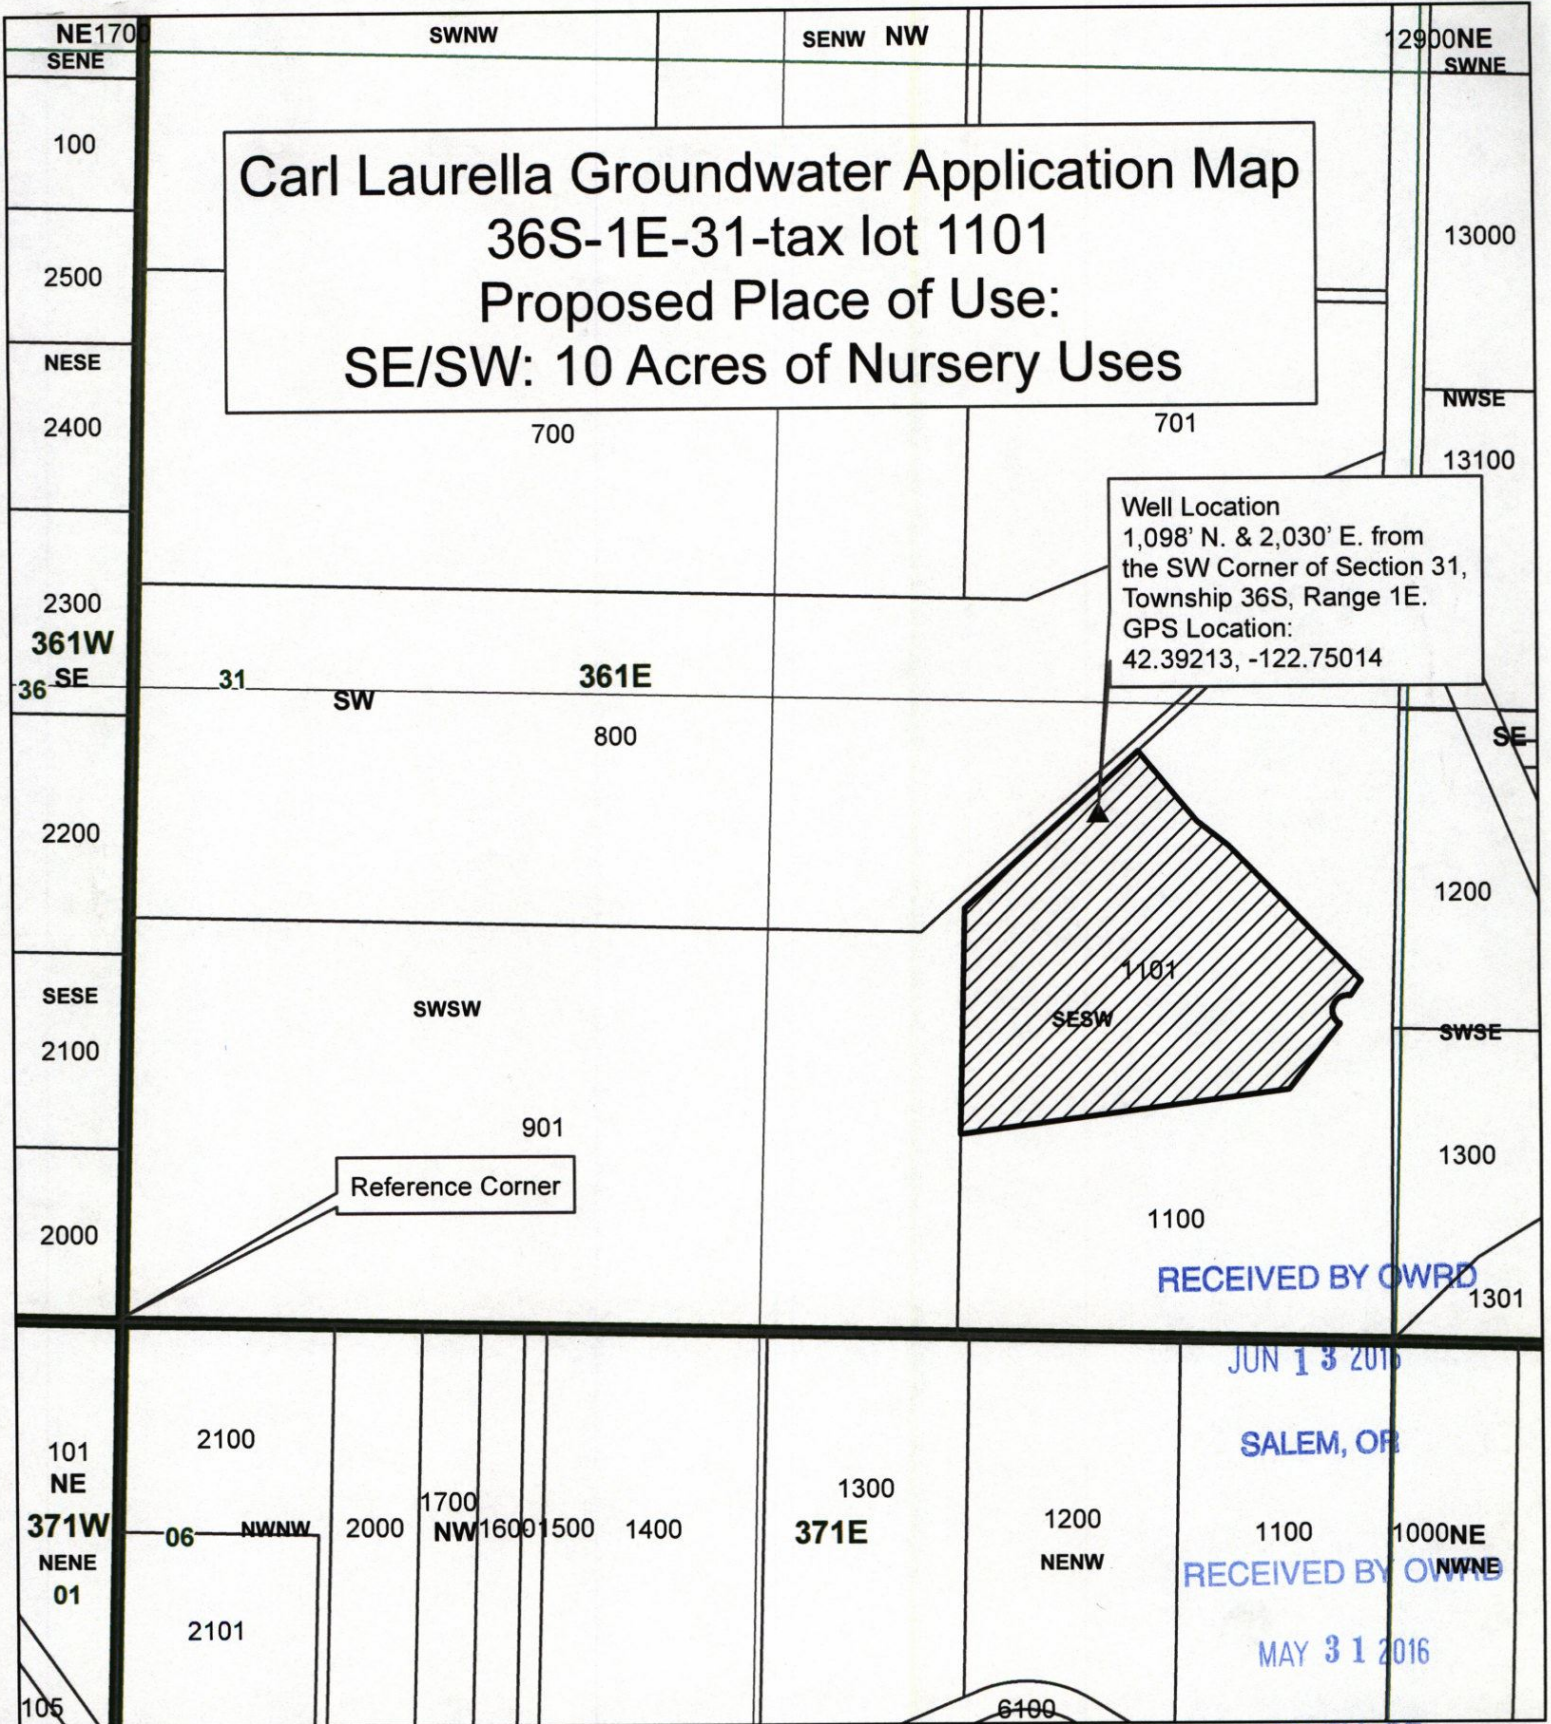 NE1700 SWNW SENW NW 12900NE
SENE SWNE
100
Carl Laurella Groundwater Application Map
36S-1E-31-tax lot 1101
Proposed Place of Use:
SE/SW: 10 Acres of Nursery Uses
13000
2500
NESE
NWSE
2400
700
701
13100
Well Location
1,098' N. & 2,030' E. from
the SW Corner of Section 31,
Township 36S, Range 1E.
GPS Location:
42.39213, -122.75014
2300
361W
36 SE 31 361E
SW
800
SE
2200
1200
1101
SESE
SWSW
SESW
SWSE
2100
901
1300
Reference Corner
2000
1100
RECEIVED BY OWRD
1301
JUN 13 2016
SALEM, OR
2100
101
NE
1300
1700
371W 06 NWNW 2000 NW 1600 1500 1400 371E 1200 1100 1000NE
NENE NENW NWNE
RECEIVED BY OWRD
01
2101
MAY 31 2016
105
6100